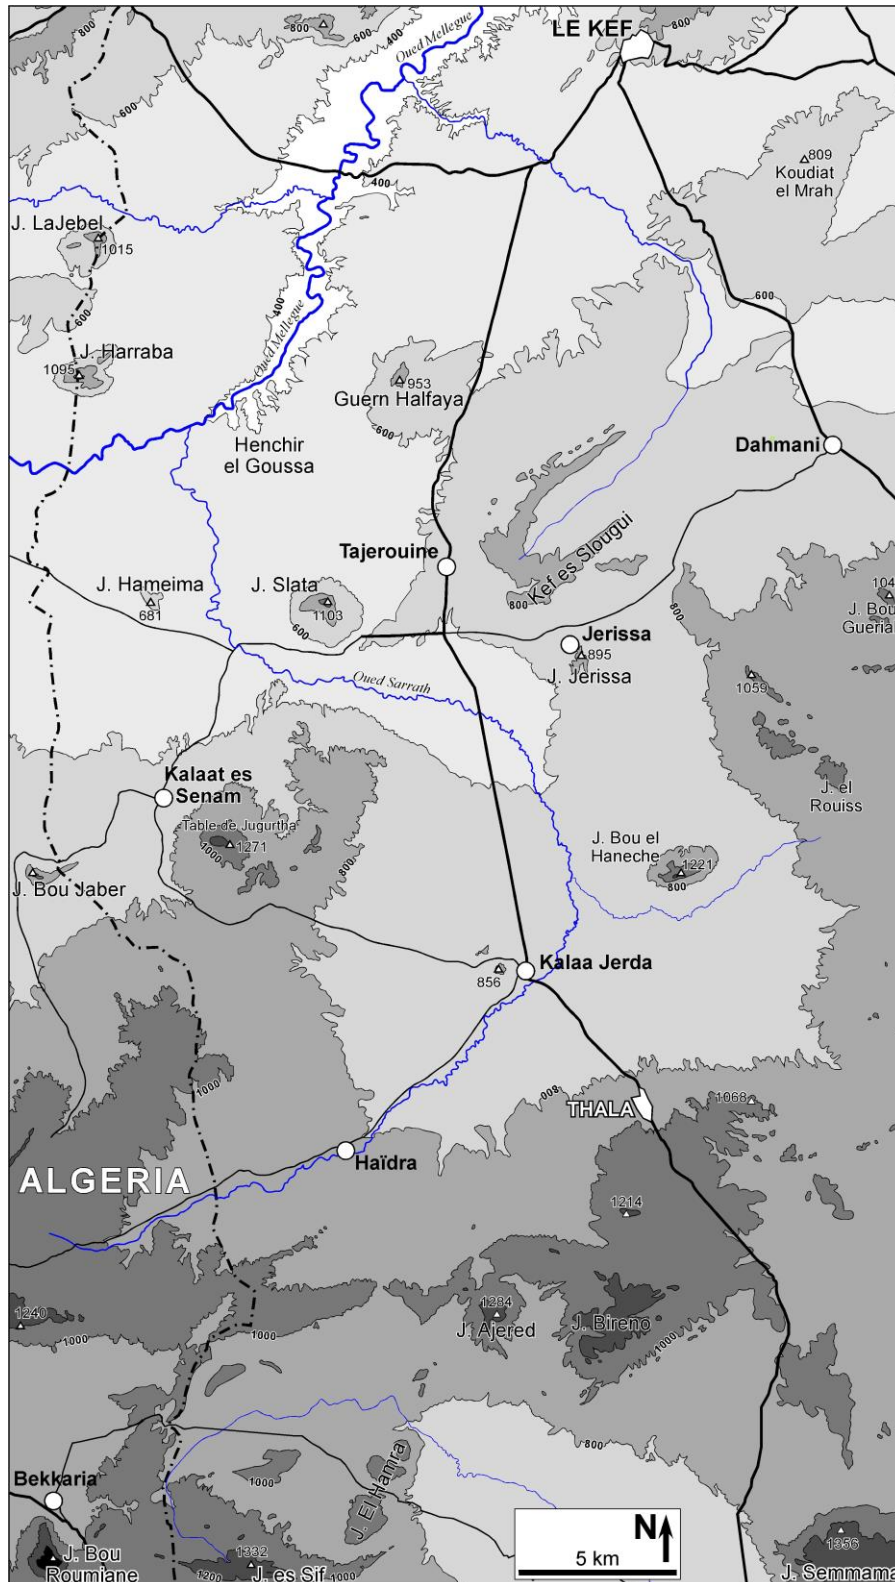 LE KEF
800
800
600
400
400
Oued Mellegue
800
600
809
Koudiat
el Mrah
400
600
J. LaJebel
1015
400
Oued Mellegue
600
600
J. Harraba
1095
953
Guern Halfaya
600
Henchir
el Goussa
Dahmani
Tajerouine
Kef es Slougui
800
800
J. Hameima
681
J. Slata
1103
600
J. Bou
Jerissa
895
J. Jerissa
1059
Oued Sarrath
J. el
Rouiss
Kalaat es
Senam
Table de Jugurtha
1000
1271
800
J. Bou el
Haneche
1221
800
J. Bou Jaber
Kalaa Jerda
856
1000
800
THALA
1068
Haïdra
ALGERIA
1214
1240
1000
1000
1284
J. Ajered
J. Bireno
1000
800
Bekkaria
1000
J. El Hamra
N
5 km
J. Bou
Roumiane
1332
1200
J. es Sif
1000
1356
J. Semmama